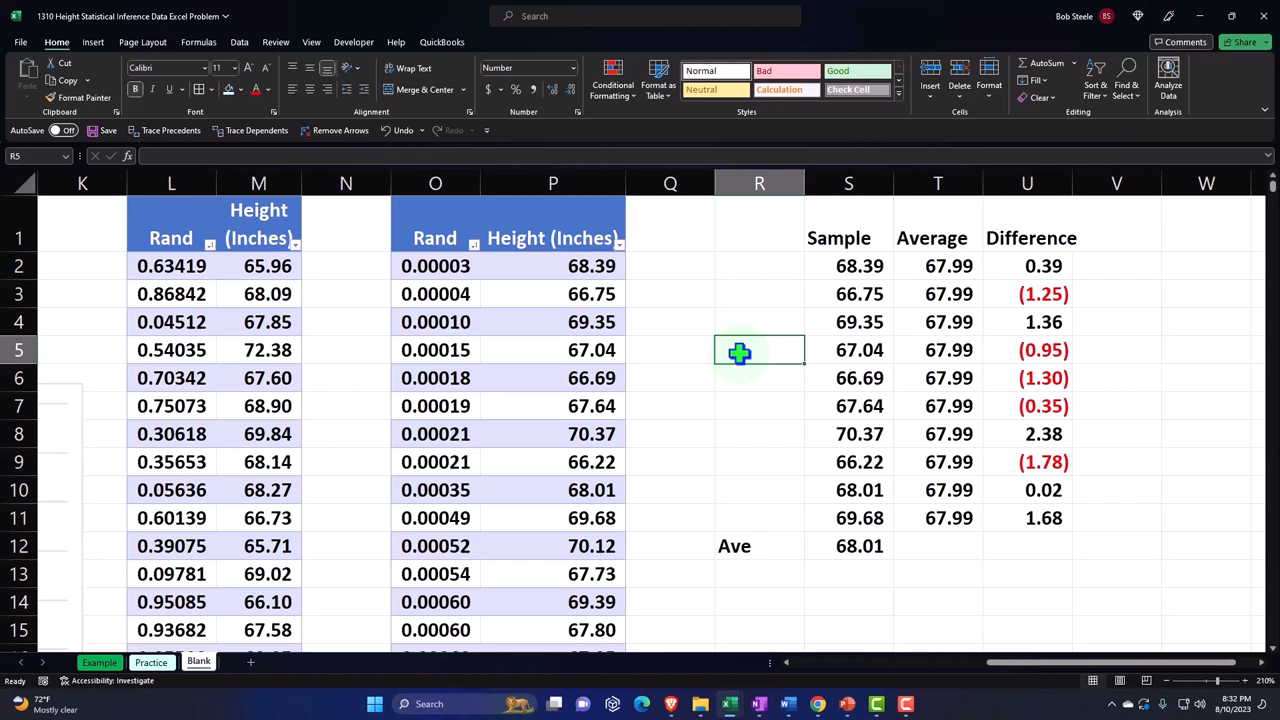 1310 Height Statistical Inference Data Excel Problem
Search
Bob Steele
BS
File Home Insert Page Layout Formulas Data Review View Developer Help QuickBooks
Comments
Share
Paste
Cut
Copy
Format Painter
Clipboard
Calibri
11
Font
Wrap Text
Merge & Center
Alignment
Number
Number
Conditional Formatting
Format as Table
Normal Bad Good
Neutral Calculation Check Cell
Styles
Insert Delete Format
Cells
AutoSum
Fill
Clear
Sort & Filter
Find & Select
Editing
Analyze Data
Analysis
AutoSave Off Save Trace Precedents Trace Dependents Remove Arrows Undo Redo
R5
fx
K L M N O P Q R S T U V W
1 Rand Height (Inches) Rand Height (Inches) Sample Average Difference
2 0.63419 65.96 0.00003 68.39 68.39 67.99 0.39
3 0.86842 68.09 0.00004 66.75 66.75 67.99 (1.25)
4 0.04512 67.85 0.00010 69.35 69.35 67.99 1.36
5 0.54035 72.38 0.00015 67.04 67.04 67.99 (0.95)
6 0.70342 67.60 0.00018 66.69 66.69 67.99 (1.30)
7 0.75073 68.90 0.00019 67.64 67.64 67.99 (0.35)
8 0.30618 69.84 0.00021 70.37 70.37 67.99 2.38
9 0.35653 68.14 0.00021 66.22 66.22 67.99 (1.78)
10 0.05636 68.27 0.00035 68.01 68.01 67.99 0.02
11 0.60139 66.73 0.00049 69.68 69.68 67.99 1.68
12 0.39075 65.71 0.00052 70.12 Ave 68.01
13 0.09781 69.02 0.00054 67.73
14 0.95085 66.10 0.00060 69.39
15 0.93682 67.58 0.00060 67.80
Example Practice Blank
Ready
Accessibility: Investigate
210%
72°F
Mostly clear
Search
8:32 PM
8/10/2023